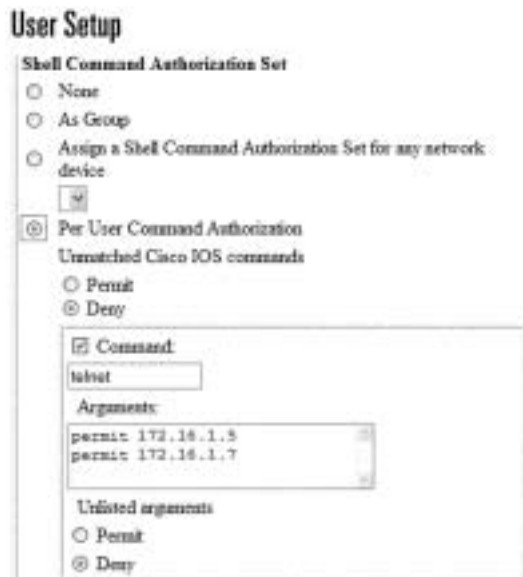 User Setup
Shell Command Authorization Set
None
As Group
Assign a Shell Command Authorization Set for any network
device
Per User Command Authorization
Unmatched Cisco IOS commands
Permit
Deny
Command:
telnet
Arguments:
permit 172.16.1.5
permit 172.16.1.7
Unlisted arguments
Permit
Deny